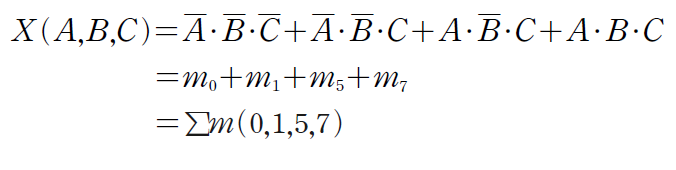 X(A,B,C)=A̅·B̅·C̅+A̅·B̅·C+A·B̅·C+A·B·C
=m₀+m₁+m₅+m₇
=∑m(0,1,5,7)